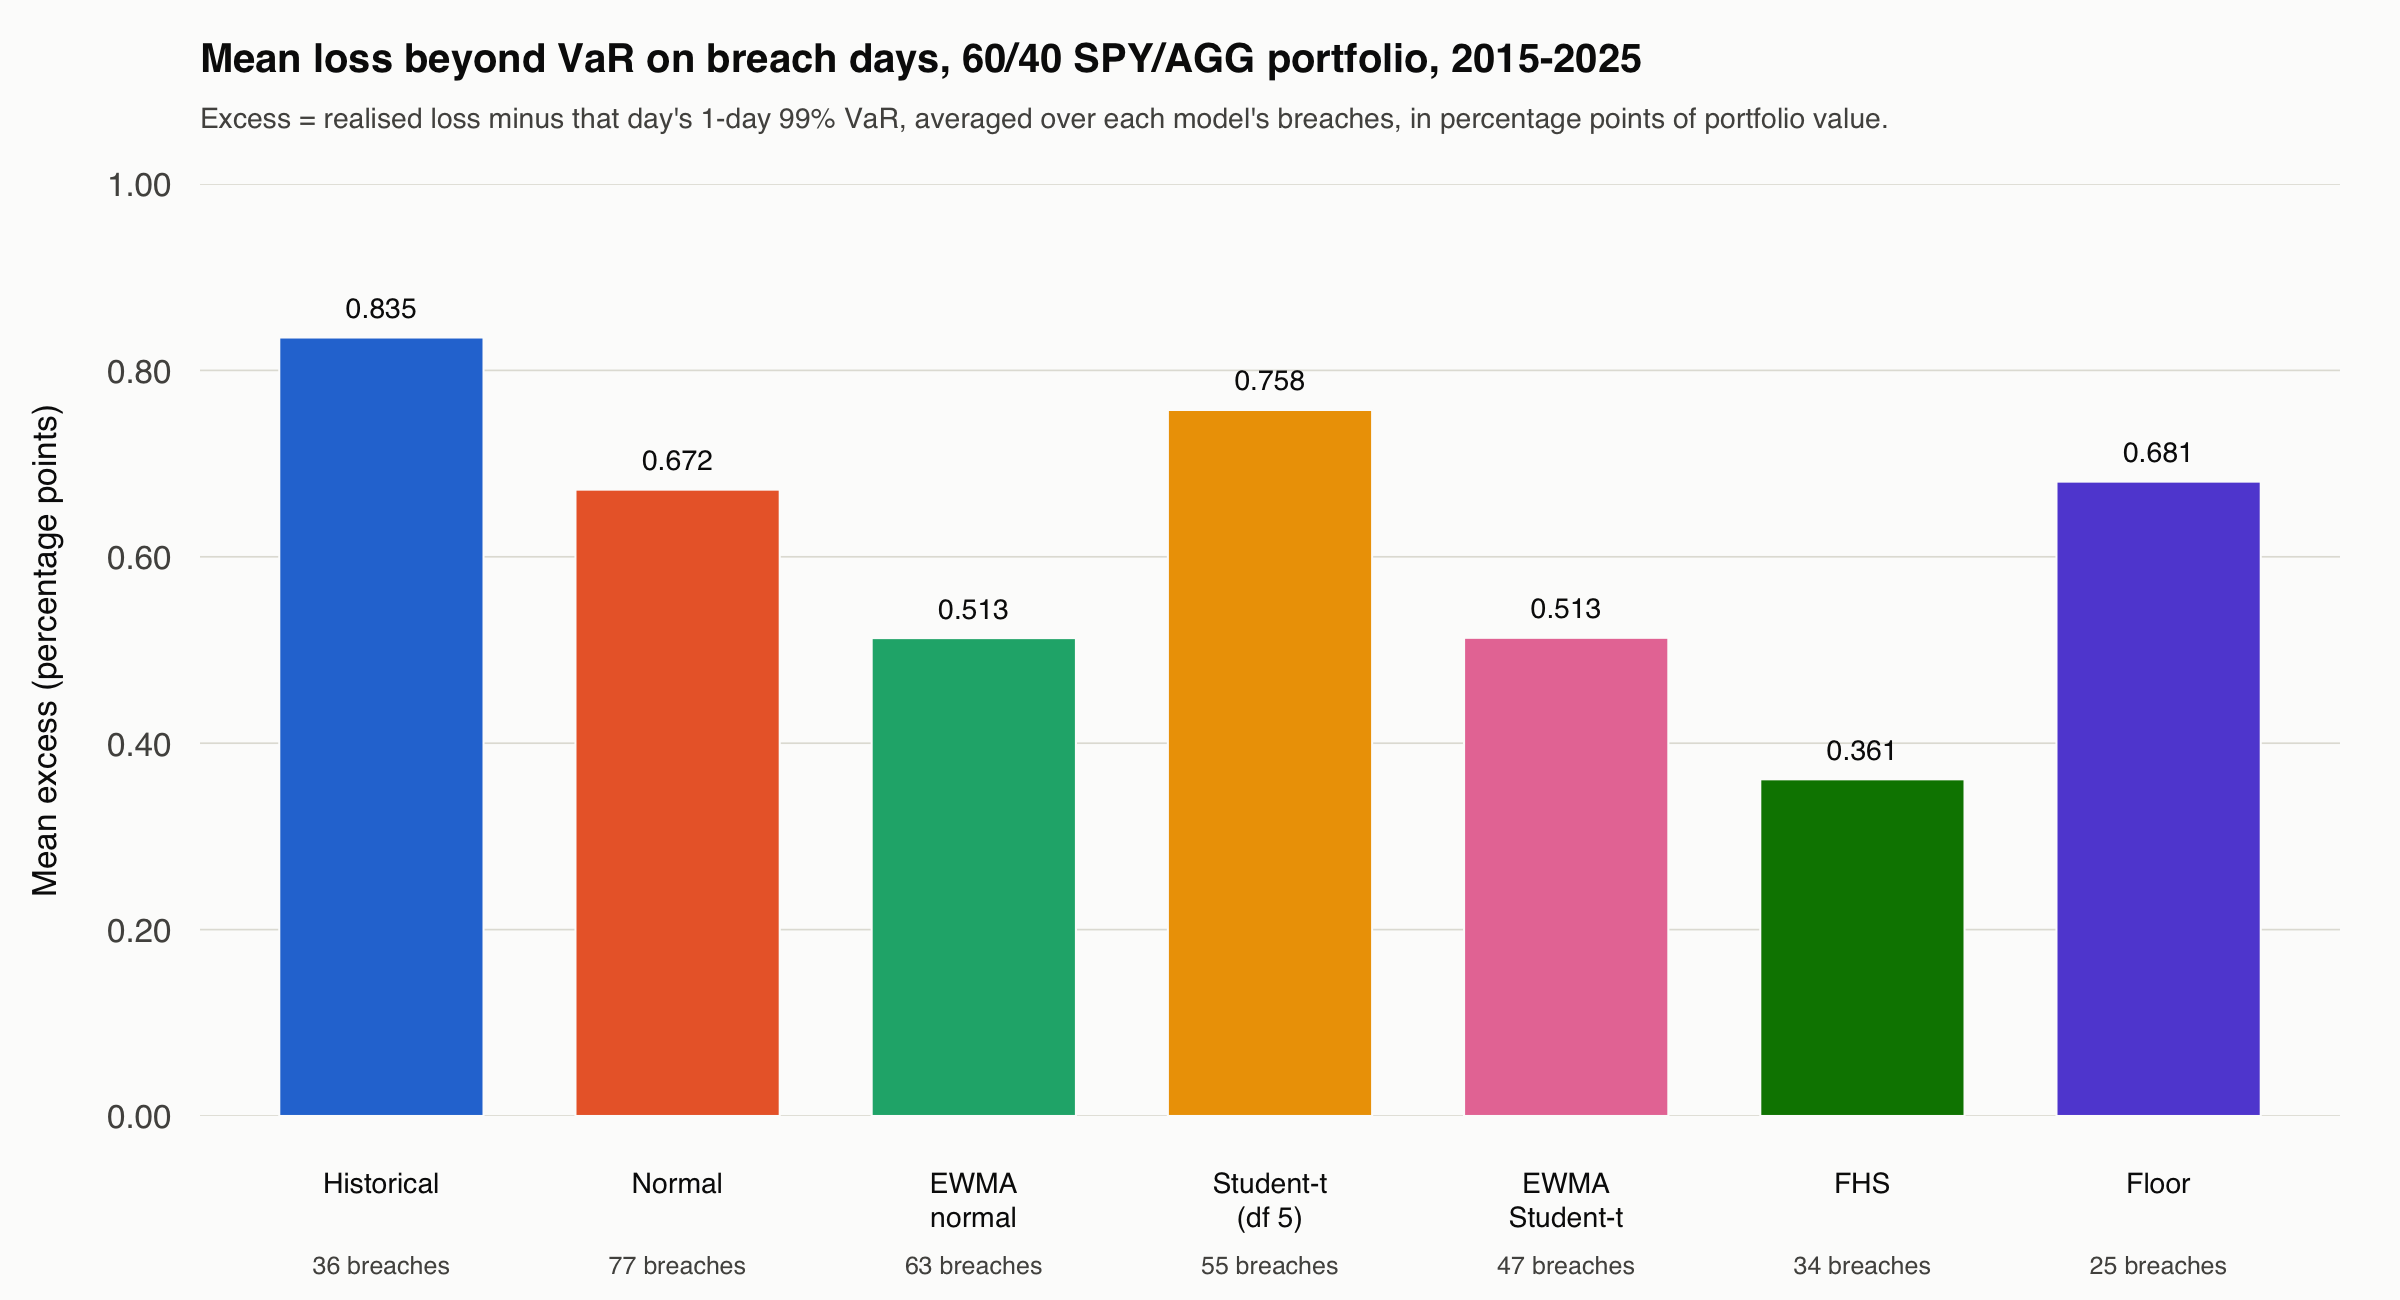 Mean loss beyond VaR on breach days, 60/40 SPY/AGG portfolio, 2015-2025
Excess = realised loss minus that day's 1-day 99% VaR, averaged over each model's breaches, in percentage points of portfolio value.
Mean excess (percentage points)
1.00
0.80
0.60
0.40
0.20
0.00
0.835
0.672
0.513
0.758
0.513
0.361
0.681
Historical
Normal
EWMA
normal
Student-t
(df 5)
EWMA
Student-t
FHS
Floor
36 breaches
77 breaches
63 breaches
55 breaches
47 breaches
34 breaches
25 breaches